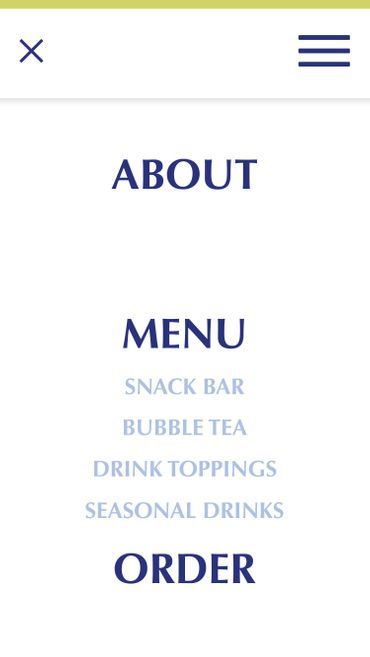 ABOUT
MENU
SNACK BAR
BUBBLE TEA
DRINK TOPPINGS
SEASONAL DRINKS
ORDER